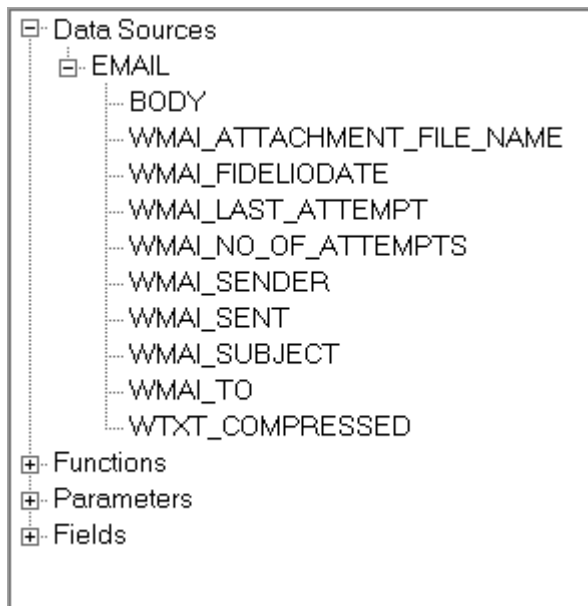 Data Sources
EMAIL
BODY
WMAI_ATTACHMENT_FILE_NAME
WMAI_FIDELIODATE
WMAI_LAST_ATTEMPT
WMAI_NO_OF_ATTEMPTS
WMAI_SENDER
WMAI_SENT
WMAI_SUBJECT
WMAI_TO
WTXT_COMPRESSED
Functions
Parameters
Fields